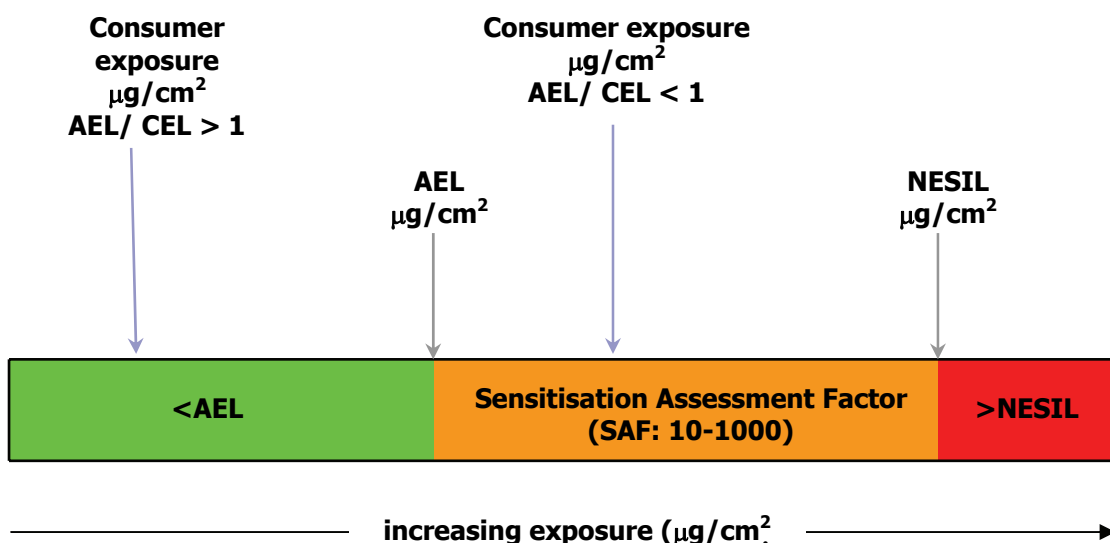 Consumer
exposure
μg/cm²
AEL/ CEL > 1
Consumer exposure
μg/cm²
AEL/ CEL < 1
AEL
μg/cm²
NESIL
μg/cm²
<AEL
Sensitisation Assessment Factor
(SAF: 10-1000)
>NESIL
increasing exposure (μg/cm²